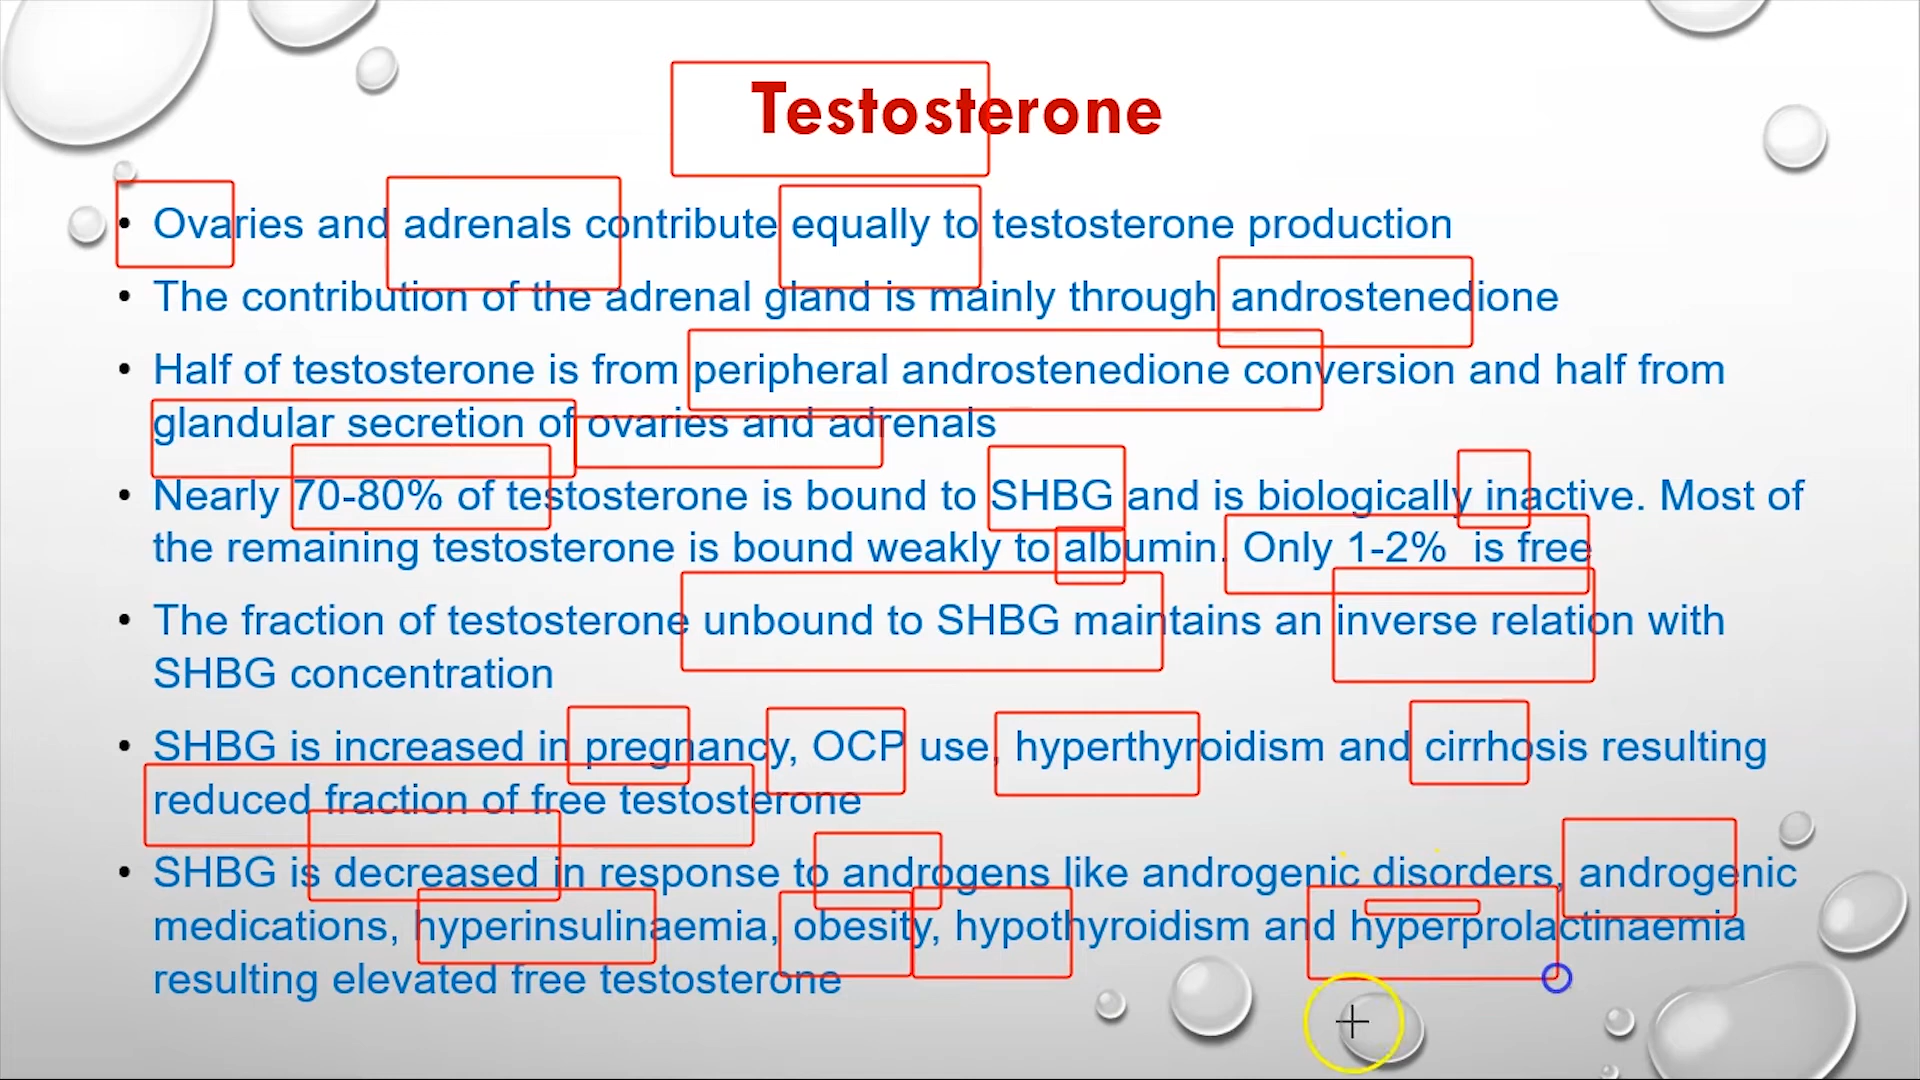 Testosterone
• Ovaries and adrenals contribute equally to testosterone production
• The contribution of the adrenal gland is mainly through androstenedione
• Half of testosterone is from peripheral androstenedione conversion and half from
glandular secretion of ovaries and adrenals
• Nearly 70-80% of testosterone is bound to SHBG and is biologically inactive. Most of
the remaining testosterone is bound weakly to albumin. Only 1-2% is free
• The fraction of testosterone unbound to SHBG maintains an inverse relation with
SHBG concentration
• SHBG is increased in pregnancy, OCP use, hyperthyroidism and cirrhosis resulting
reduced fraction of free testosterone
• SHBG is decreased in response to androgens like androgenic disorders, androgenic
medications, hyperinsulinaemia, obesity, hypothyroidism and hyperprolactinaemia
resulting elevated free testosterone